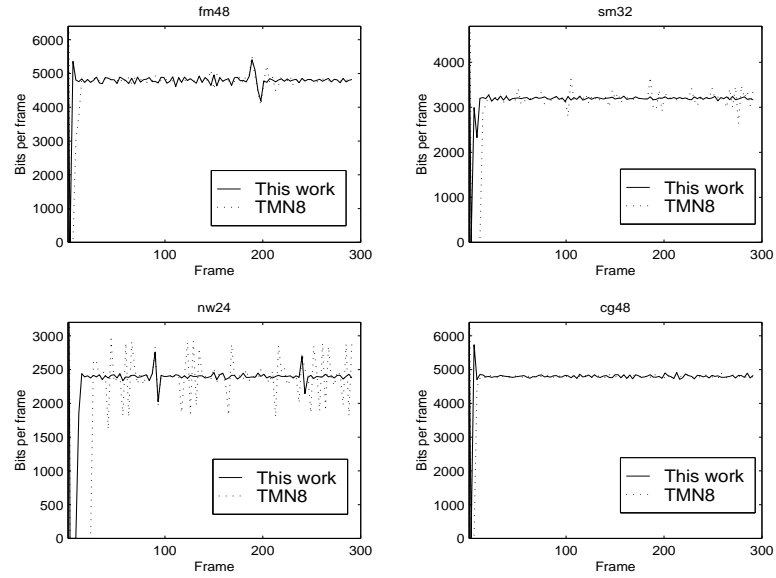 fm48
6000
5000
4000
3000
2000
1000
0
Bits per frame
100
200
300
Frame
This work
TMN8
sm32
4000
3000
2000
1000
0
Bits per frame
100
200
300
Frame
This work
TMN8
nw24
3000
2500
2000
1500
1000
500
0
Bits per frame
100
200
300
Frame
This work
TMN8
cg48
6000
5000
4000
3000
2000
1000
0
Bits per frame
100
200
300
Frame
This work
TMN8